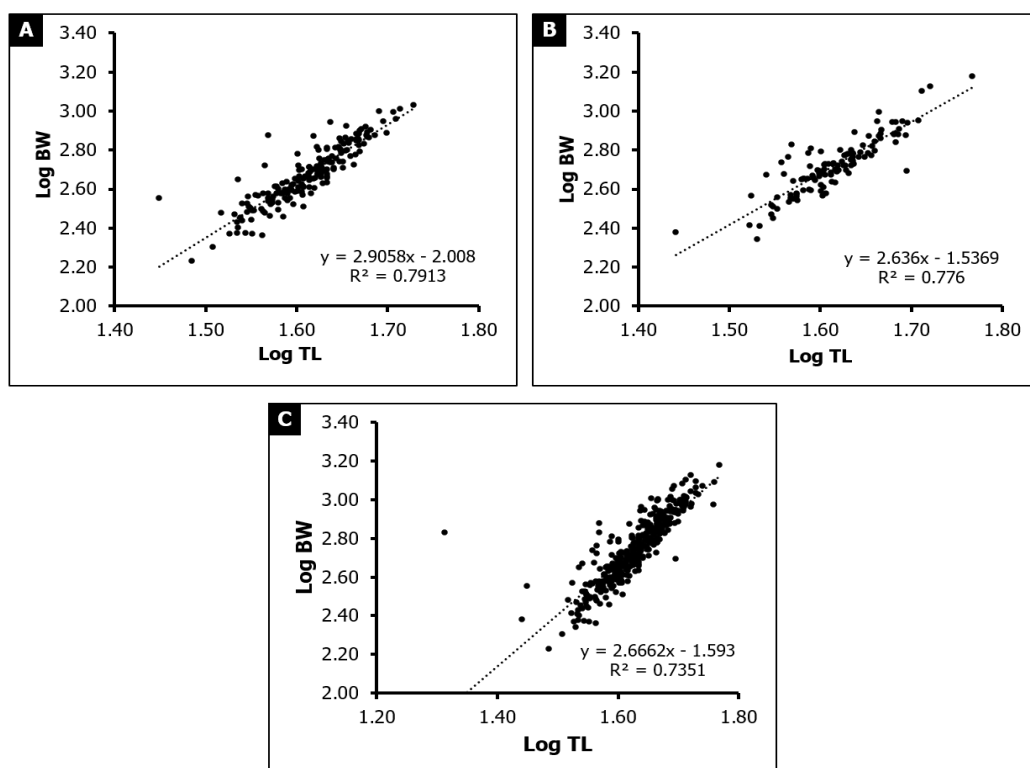 A
3.40
3.20
3.00
2.80
2.60
2.40
2.20
2.00
Log BW
y = 2.9058x - 2.008
R² = 0.7913
1.40 1.50 1.60 1.70 1.80
Log TL
B
3.40
3.20
3.00
2.80
2.60
2.40
2.20
2.00
Log BW
y = 2.636x - 1.5369
R² = 0.776
1.40 1.50 1.60 1.70 1.80
Log TL
C
3.40
3.20
3.00
2.80
2.60
2.40
2.20
2.00
Log BW
y = 2.6662x - 1.593
R² = 0.7351
1.20 1.40 1.60 1.80
Log TL